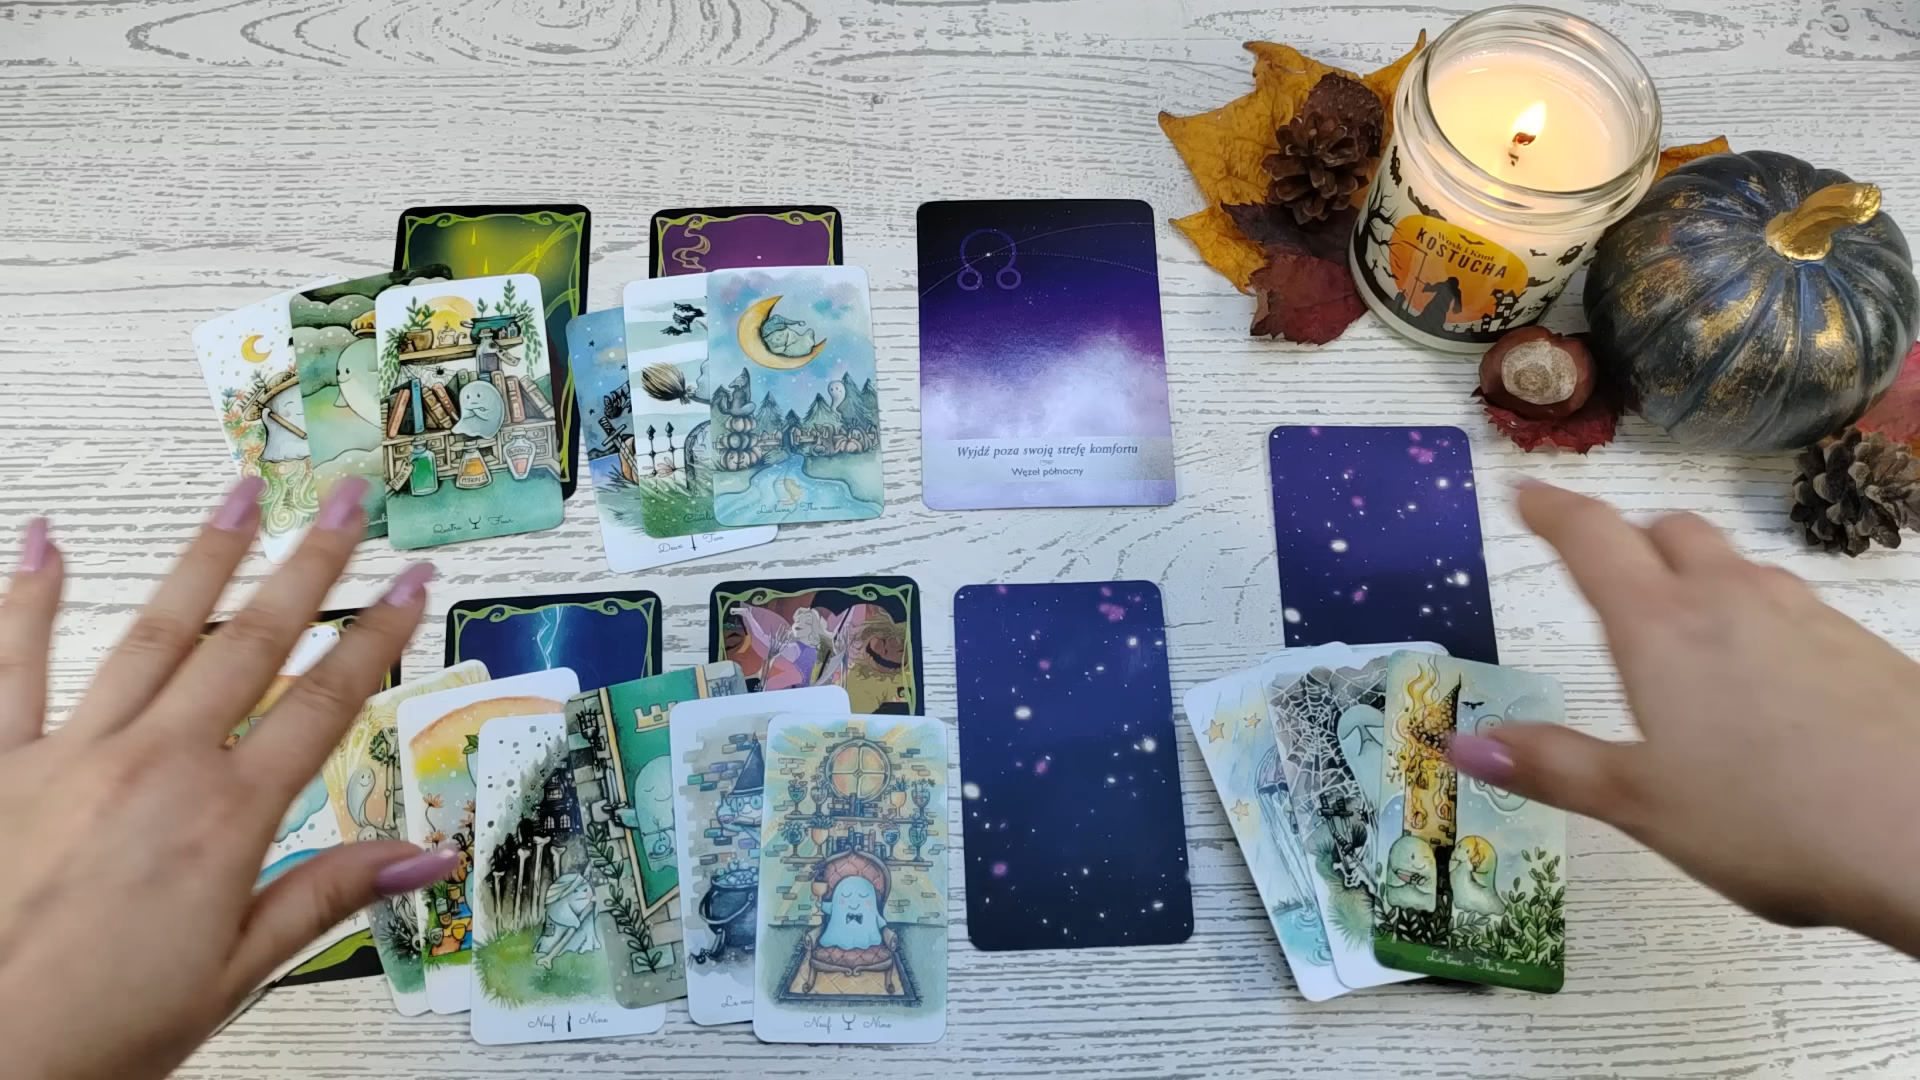 Wosk i Knot
KOSTUCHA
Wyjdź poza swoją strefę komfortu
Węzeł północny
Quatre Four
La lune The moon
Deux Two
Neuf Nine
Neuf Nine
La tour - The tower